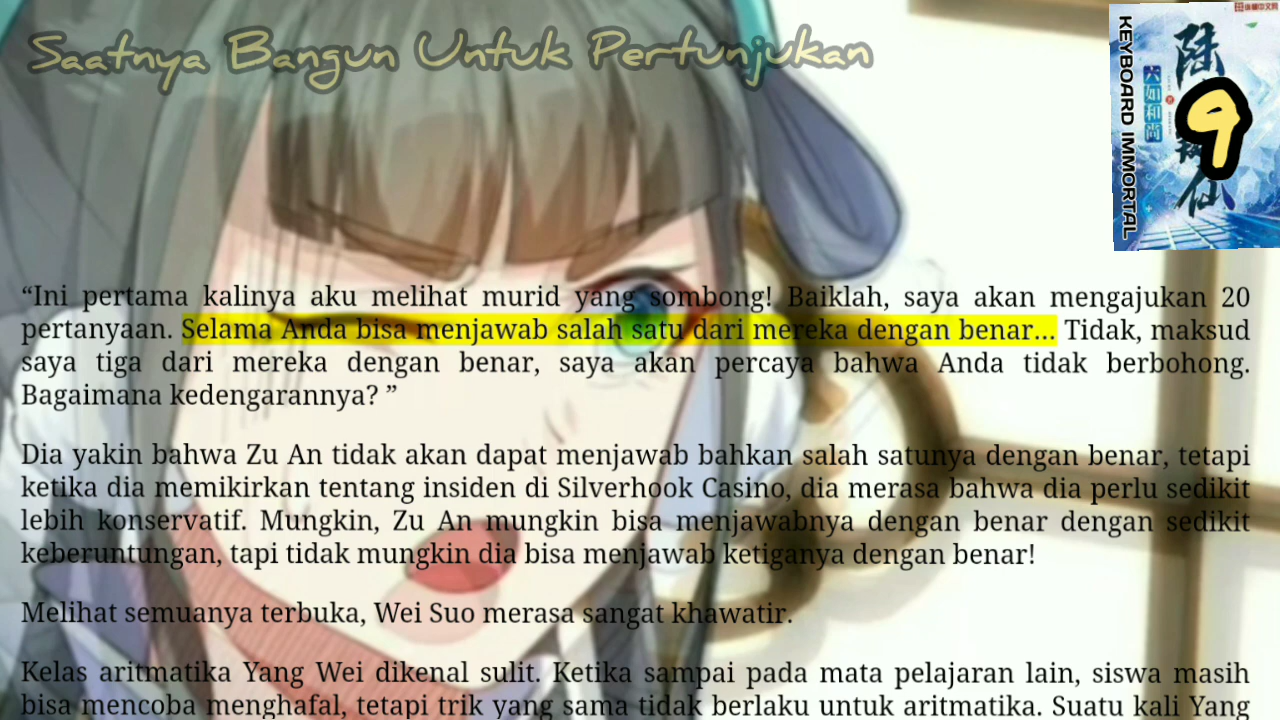 Saatnya Bangun Untuk Pertunjukan
KEYBOARD IMMORTAL
陆
仙
六如和尚
9
“Ini pertama kalinya aku melihat murid yang sombong! Baiklah, saya akan mengajukan 20
pertanyaan. Selama Anda bisa menjawab salah satu dari mereka dengan benar... Tidak, maksud
saya tiga dari mereka dengan benar, saya akan percaya bahwa Anda tidak berbohong.
Bagaimana kedengarannya? ”
Dia yakin bahwa Zu An tidak akan dapat menjawab bahkan salah satunya dengan benar, tetapi
ketika dia memikirkan tentang insiden di Silverhook Casino, dia merasa bahwa dia perlu sedikit
lebih konservatif. Mungkin, Zu An mungkin bisa menjawabnya dengan benar dengan sedikit
keberuntungan, tapi tidak mungkin dia bisa menjawab ketiganya dengan benar!
Melihat semuanya terbuka, Wei Suo merasa sangat khawatir.
Kelas aritmatika Yang Wei dikenal sulit. Ketika sampai pada mata pelajaran lain, siswa masih
bisa mencoba menghafal, tetapi trik yang sama tidak berlaku untuk aritmatika. Suatu kali Yang